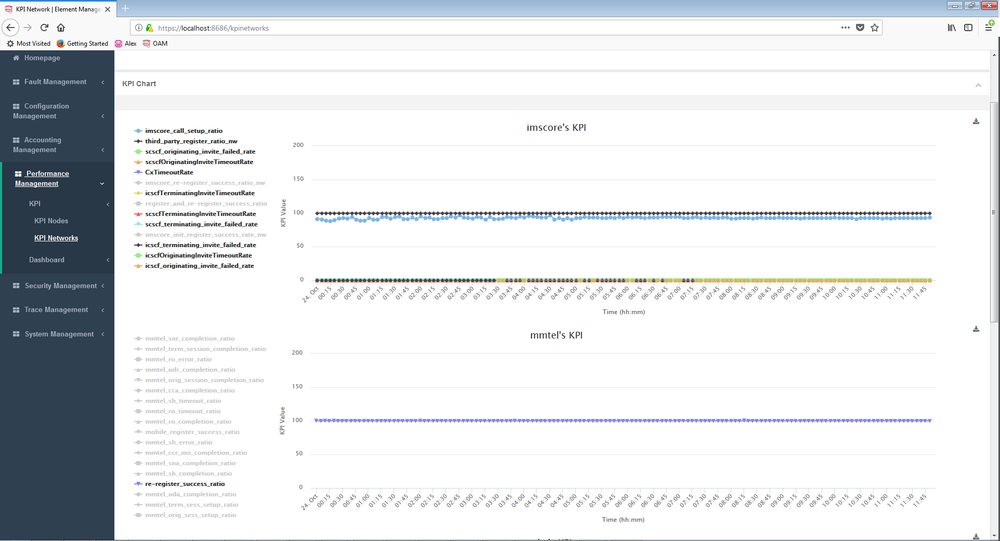 KPI Network | Element Manage
https://localhost:8686/kpinetworks
Most Visited
Getting Started
Alex
OAM
Homepage
Fault Management
Configuration
Management
Accounting
Management
Performance
Management
KPI
KPI Nodes
KPI Networks
Dashboard
Security Management
Trace Management
System Management
KPI Chart
imscore's KPI
imscore_call_setup_ratio
third_party_register_ratio_nw
scscf_originating_invite_failed_rate
scscfOriginatingInviteTimeoutRate
CxTimeoutRate
imscore_re-register_success_ratio_nw
icscfTerminatingInviteTimeoutRate
register_and_re-register_success_ratio
scscfTerminatingInviteTimeoutRate
scscf_terminating_invite_failed_rate
imscore_init_register_success_rate_nw
icscf_terminating_invite_failed_rate
icscfOriginatingInviteTimeoutRate
icscf_originating_invite_failed_rate
KPI Value
200
150
100
50
0
24. Oct 00:15 00:30 00:45 01:00 01:15 01:30 01:45 02:00 02:15 02:30 02:45 03:00 03:15 03:30 03:45 04:00 04:15 04:30 04:45 05:00 05:15 05:30 05:45 06:00 06:15 06:30 06:45 07:00 07:15 07:30 07:45 08:00 08:15 08:30 08:45 09:00 09:15 09:30 09:45 10:00 10:15 10:30 10:45 11:00 11:15 11:30 11:45
Time (hh:mm)
mmtel's KPI
mmtel_snr_completion_ratio
mmtel_term_session_completion_ratio
mmtel_ro_error_ratio
mmtel_udr_completion_ratio
mmtel_orig_session_completion_ratio
mmtel_cca_completion_ratio
mmtel_sh_timeout_ratio
mmtel_ro_timeout_ratio
mmtel_ro_completion_ratio
mobile_register_success_ratio
mmtel_sh_error_ratio
mmtel_ccr_mo_completion_ratio
mmtel_sna_completion_ratio
mmtel_sh_completion_ratio
re-register_success_ratio
mmtel_uda_completion_ratio
mmtel_term_sess_setup_ratio
mmtel_orig_sess_setup_ratio
KPI Value
200
150
100
50
0
24. Oct 00:15 00:30 00:45 01:00 01:15 01:30 01:45 02:00 02:15 02:30 02:45 03:00 03:15 03:30 03:45 04:00 04:15 04:30 04:45 05:00 05:15 05:30 05:45 06:00 06:15 06:30 06:45 07:00 07:15 07:30 07:45 08:00 08:15 08:30 08:45 09:00 09:15 09:30 09:45 10:00 10:15 10:30 10:45 11:00 11:15 11:30 11:45
Time (hh:mm)